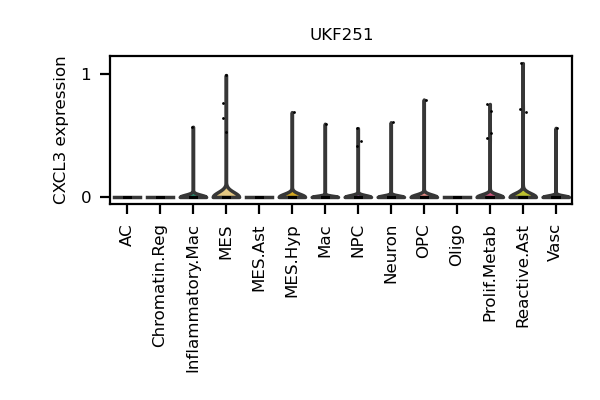 UKF251
CXCL3 expression
1
0
AC
Chromatin.Reg
Inflammatory.Mac
MES
MES.Ast
MES.Hyp
Mac
NPC
Neuron
OPC
Oligo
Prolif.Metab
Reactive.Ast
Vasc